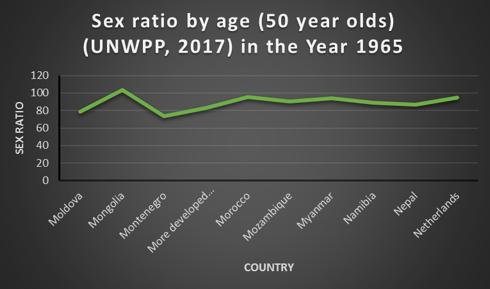 Sex ratio by age (50 year olds)
(UNWPP, 2017) in the Year 1965
SEX RATIO
120
100
80
60
40
20
0
Moldova
Mongolia
Montenegro
More developed...
Morocco
Mozambique
Myanmar
Namibia
Nepal
Netherlands
COUNTRY